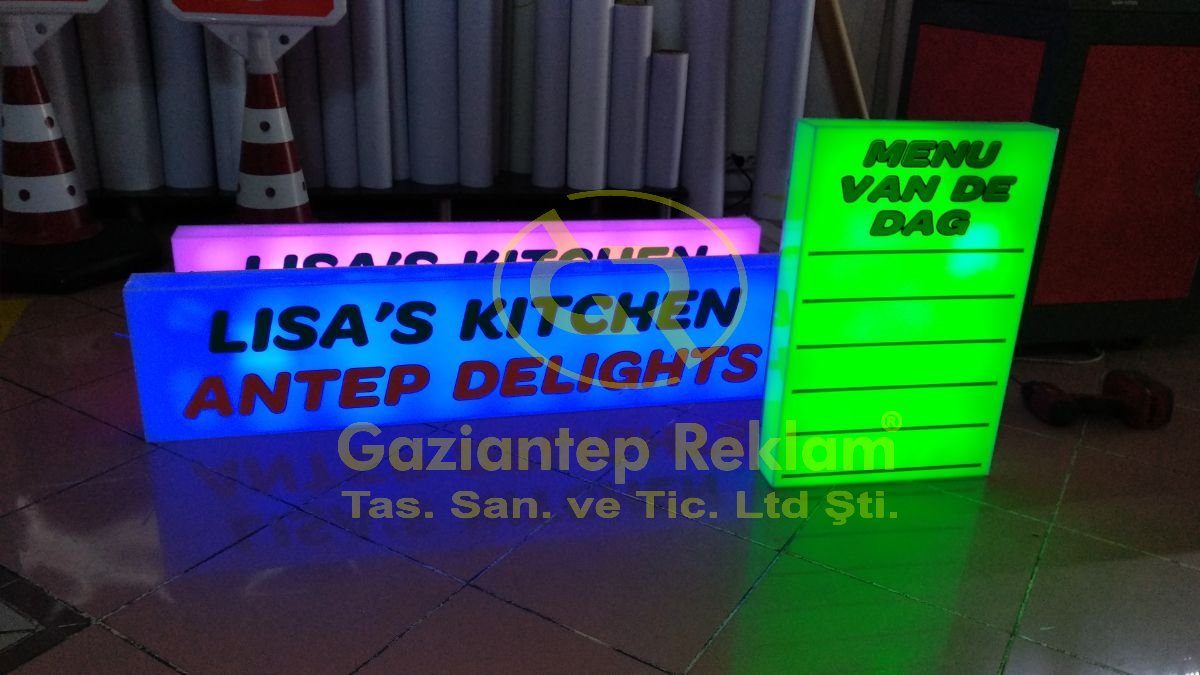 LISA'S KITCHEN
LISA'S KITCHEN
ANTEP DELIGHTS
MENU
VAN DE
DAG
Gaziantep Reklam®
Tas. San. ve Tic. Ltd Şti.